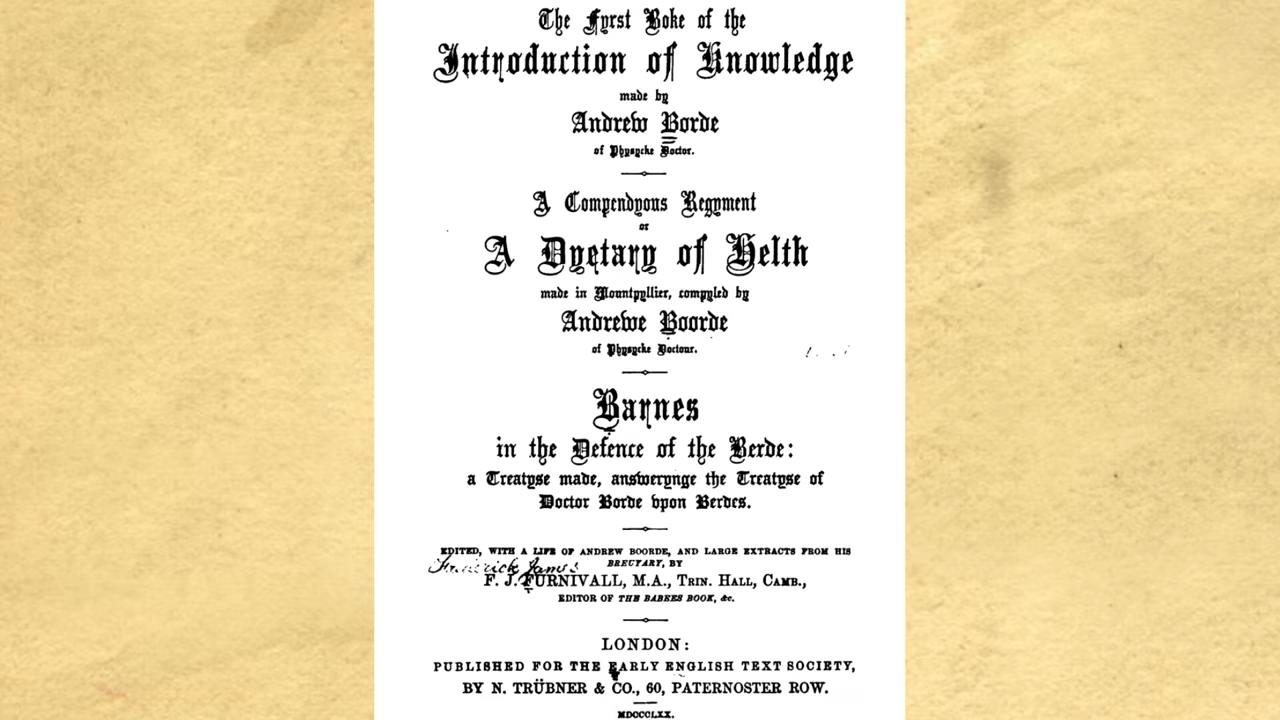 The Fyrst Boke of the
Introduction of Knowledge
made by
Andrew Borde
of Physycke Doctor.
A Compendyous Regyment
or
A Dyetary of Helth
made in Mountpyllier, compyled by
Andrewe Boorde
of Physycke Doctour.
Barnes
in the Defence of the Berde:
a Treatyse made, answerynge the Treatyse of
Doctor Borde vpon Berdes.
EDITED, WITH A LIFE OF ANDREW BOORDE, AND LARGE EXTRACTS FROM HIS
BREUYARY, BY
Frederick James
F. J. FURNIVALL, M.A., TRIN. HALL, CAMB.,
EDITOR OF THE BABEES BOOK, &c.
LONDON:
PUBLISHED FOR THE EARLY ENGLISH TEXT SOCIETY,
BY N. TRÜBNER & CO., 60, PATERNOSTER ROW.
MDCCCLXX.